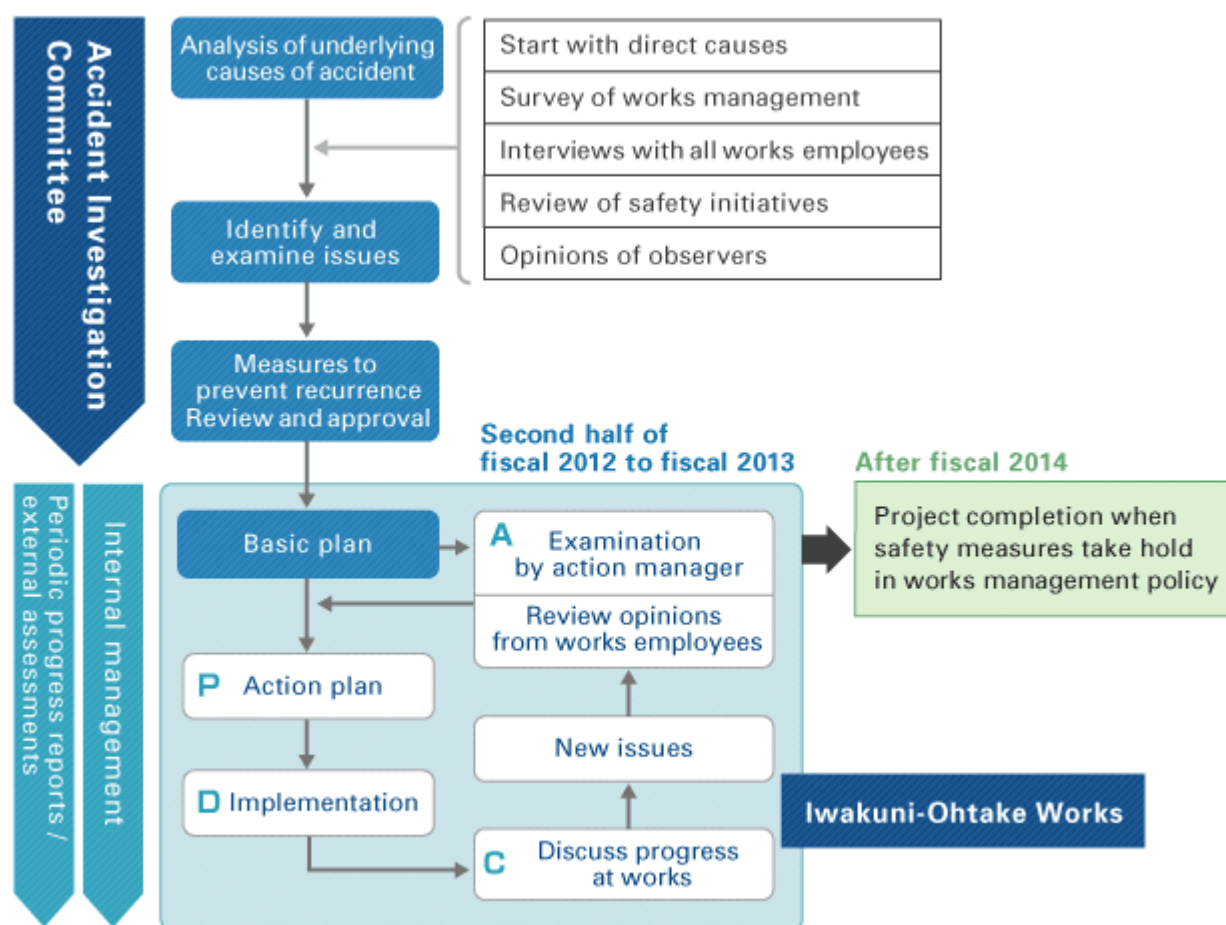 Accident Investigation
Committee
Analysis of underlying
causes of accident
Start with direct causes
Survey of works management
Interviews with all works employees
Review of safety initiatives
Opinions of observers
Identify and
examine issues
Measures to
prevent recurrence
Review and approval
Second half of
fiscal 2012 to fiscal 2013
After fiscal 2014
Project completion when
safety measures take hold
in works management policy
Periodic progress reports /
external assessments
Internal management
Basic plan
A Examination
by action manager
Review opinions
from works employees
P Action plan
New issues
D Implementation
C Discuss progress
at works
Iwakuni-Ohtake Works